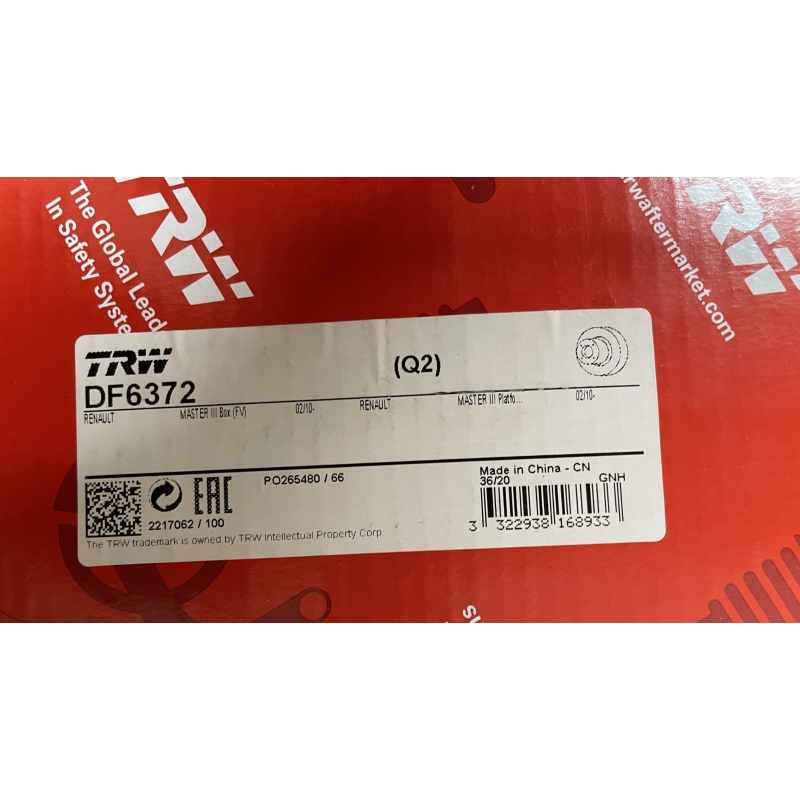 TRW
The Global Lead
In Safety Syste
TRW
rwaftermarket.com
TRW
(Q2)
DF6372
RENAULT MASTER III Box (FV) 02/10- RENAULT MASTER III Platfo... 02/10-
PO265480 / 66
Made in China - CN
36/20 GNH
EAC
2217062 / 100
3 322938 168933
The TRW trademark is owned by TRW Intellectual Property Corp